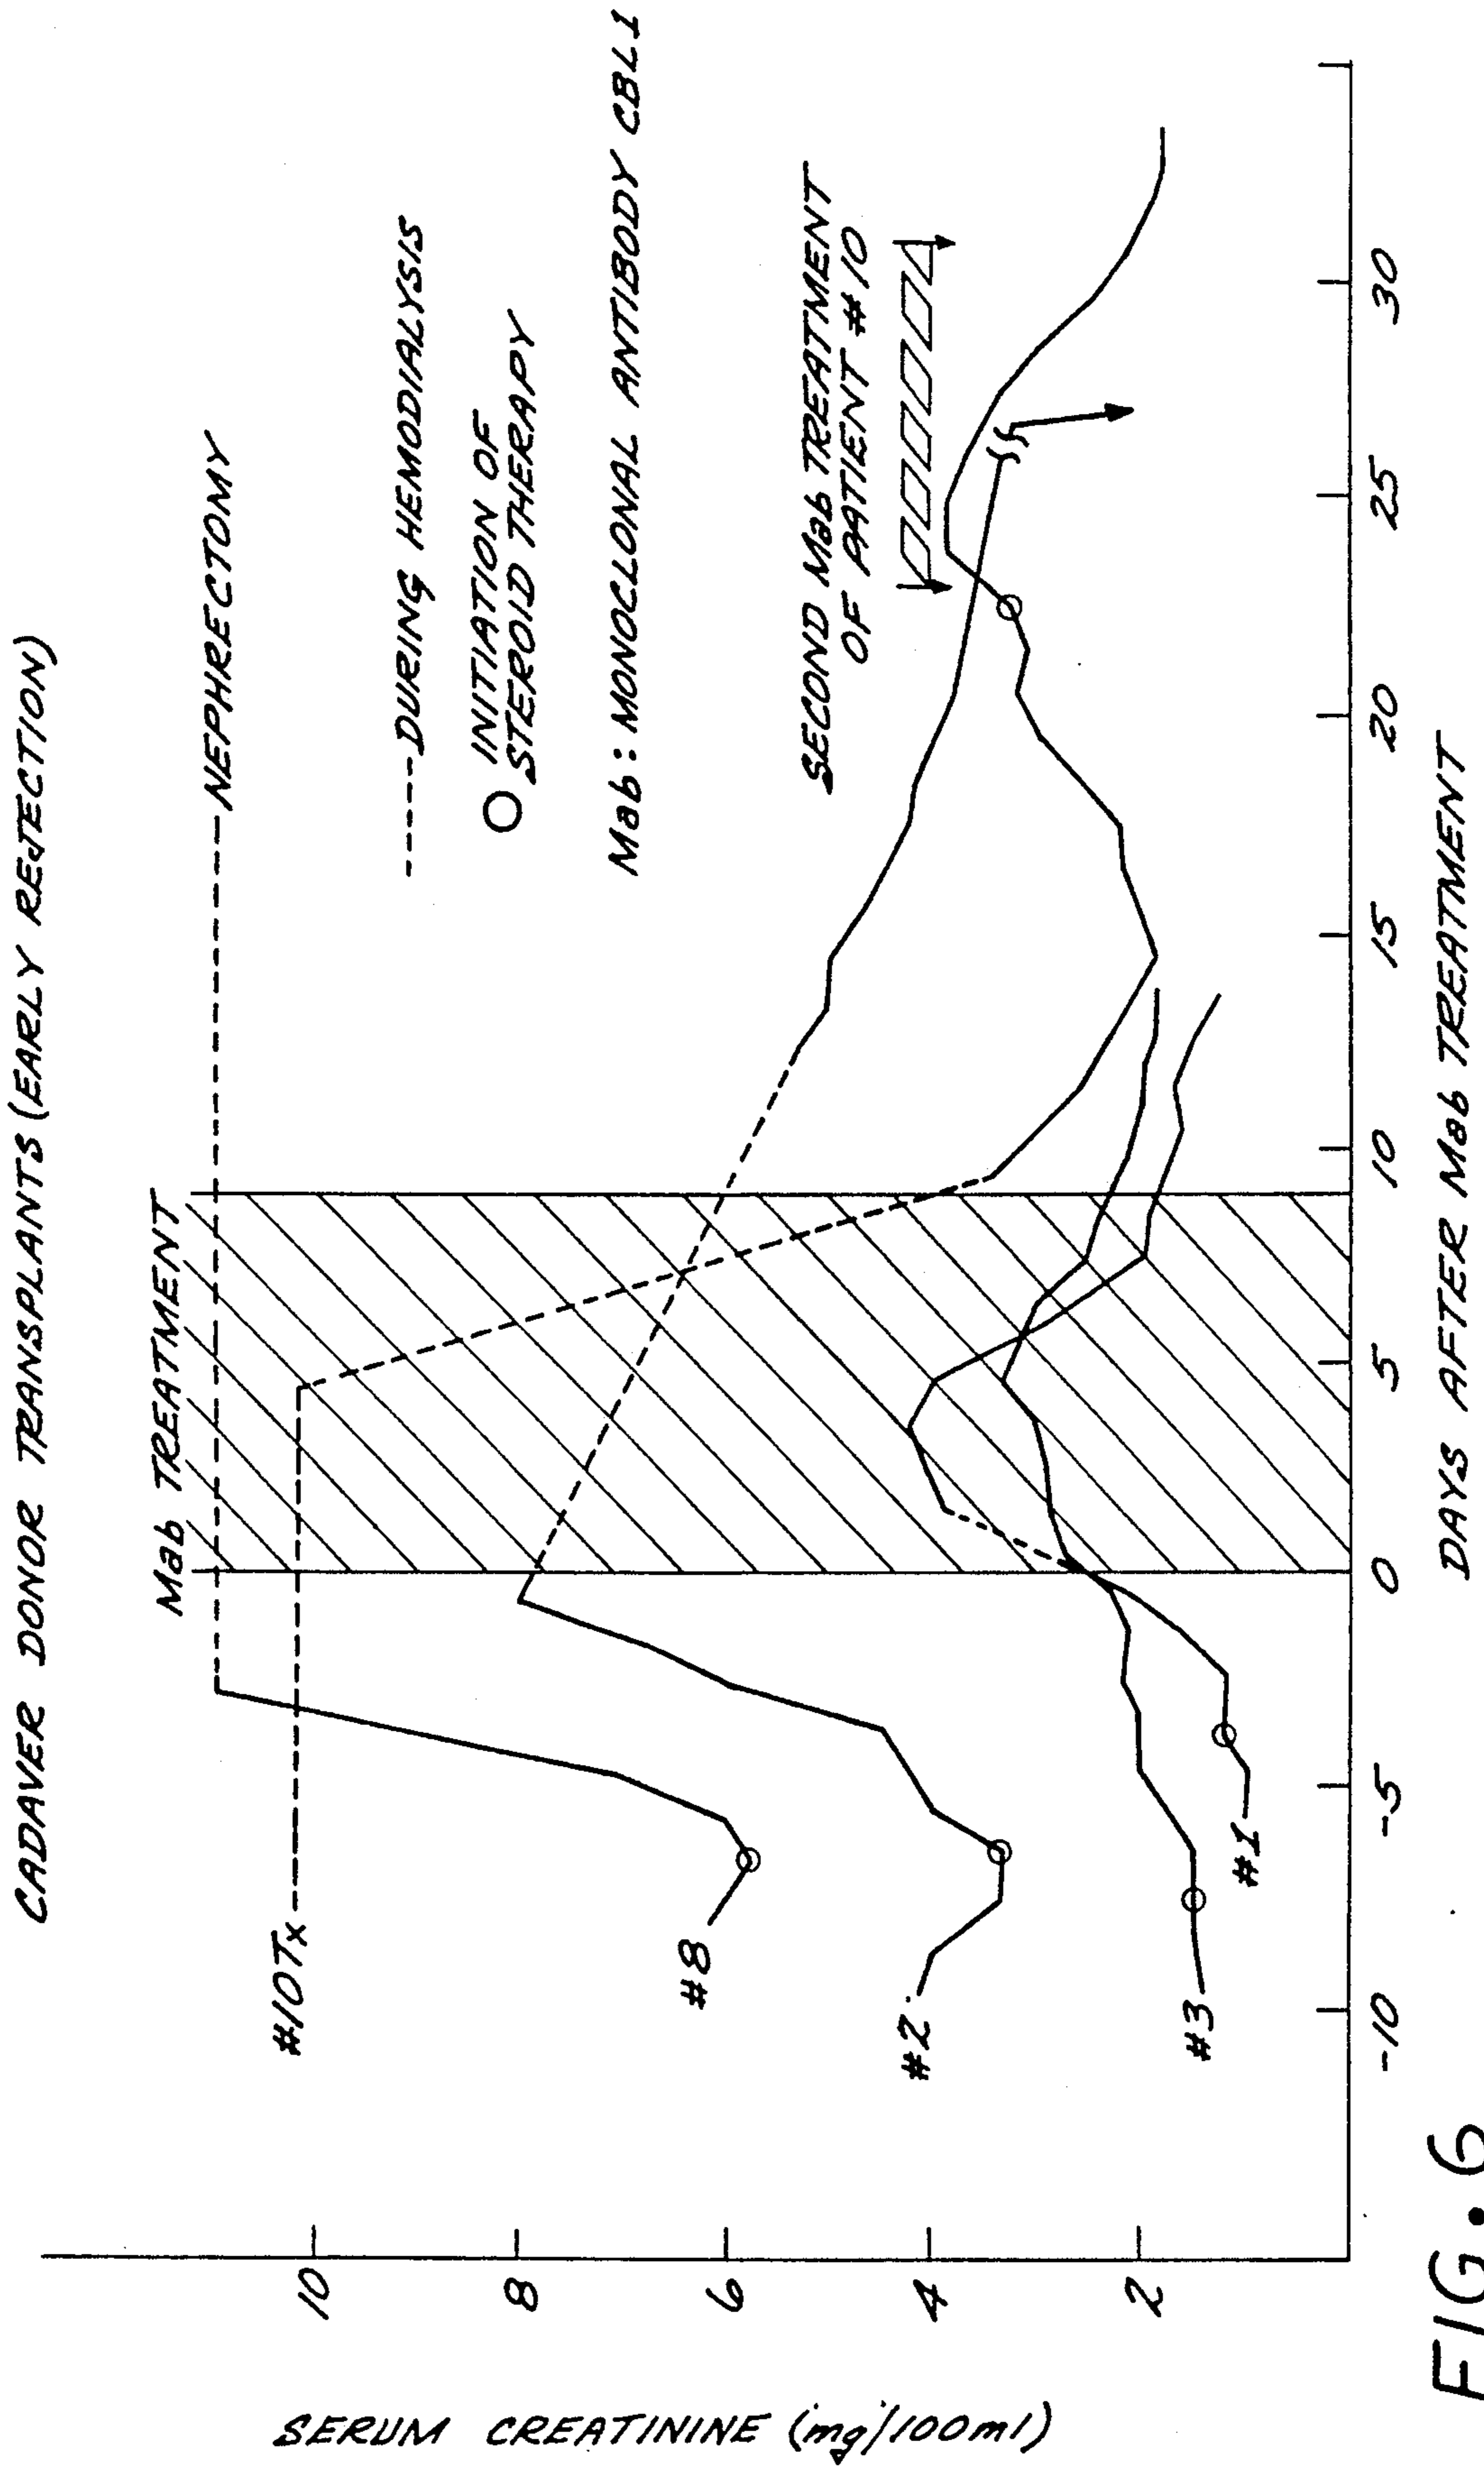 CADAVER DONOR TRANSPLANTS (EARLY REJECTION)
Mab TREATMENT
NEPHRECTOMY
#10Tx
---- DURING HEMODIALYSIS
O INITIATION OF
STEROID THERAPY
Mab: MONOCLONAL ANTIBODY CBL1
SECOND Mab TREATMENT
OF PATIENT #10
#8
#2
#3
#1
10
8
6
4
2
SERUM CREATININE (mg/100ml)
-10
-5
0
5
10
15
20
25
30
DAYS AFTER Mab TREATMENT
FIG. 6